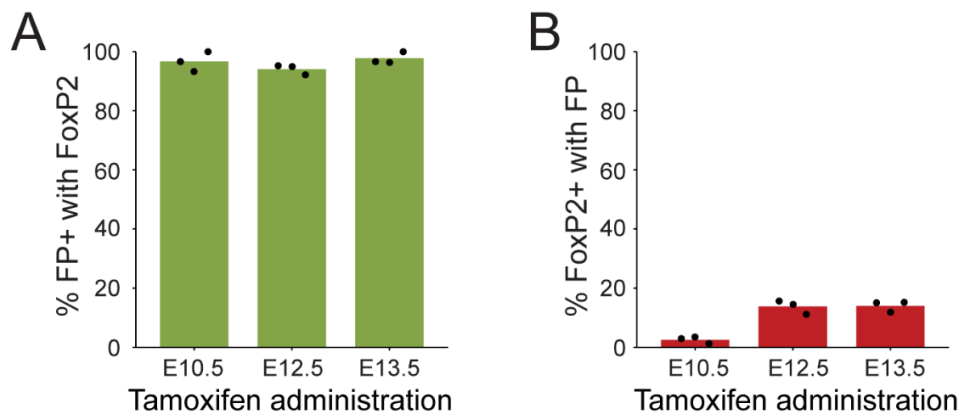 A
% FP+ with FoxP2
100
80
60
40
20
0
E10.5
E12.5
E13.5
Tamoxifen administration
B
% FoxP2+ with FP
100
80
60
40
20
0
E10.5
E12.5
E13.5
Tamoxifen administration